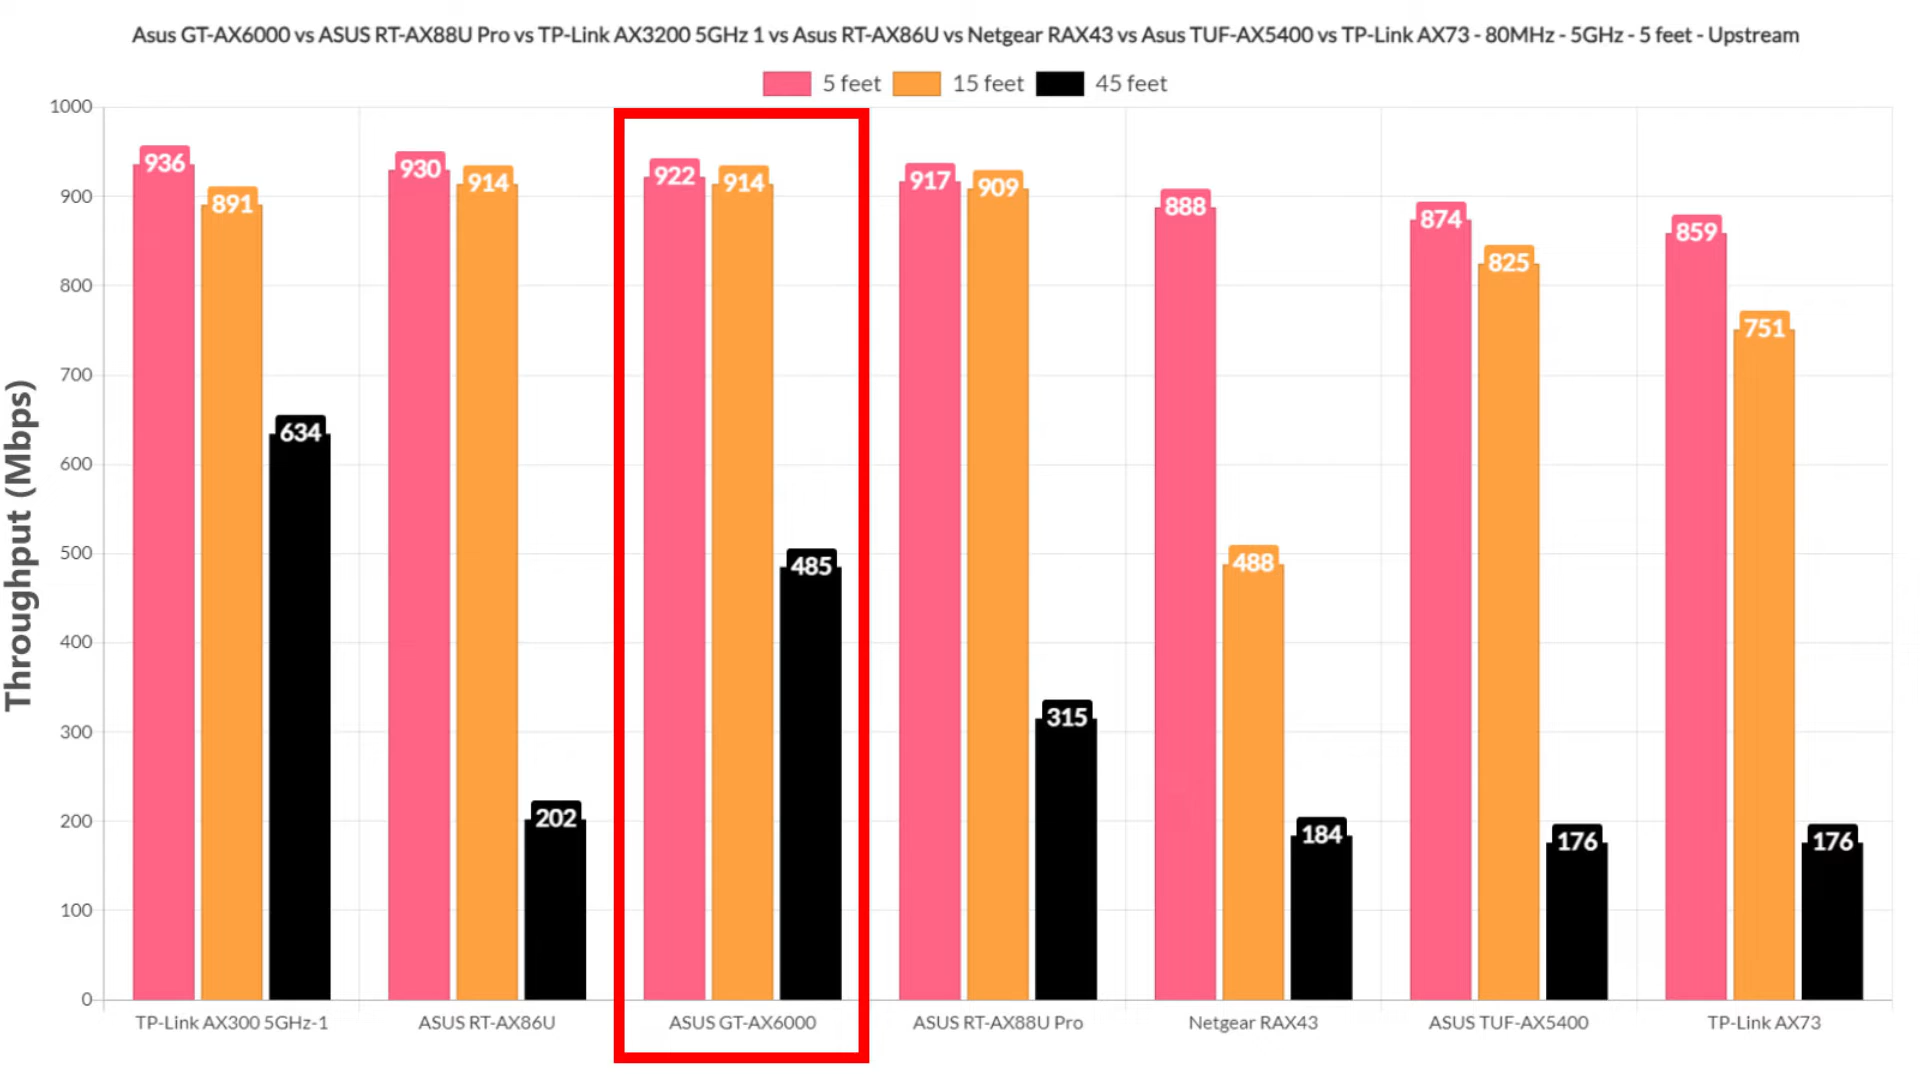 Asus GT-AX6000 vs ASUS RT-AX88U Pro vs TP-Link AX3200 5GHz 1 vs Asus RT-AX86U vs Netgear RAX43 vs Asus TUF-AX5400 vs TP-Link AX73 - 80MHz - 5GHz - 5 feet - Upstream
5 feet 15 feet 45 feet
Throughput (Mbps)
1000
900
800
700
600
500
400
300
200
100
0
936 891 634
930 914 202
922 914 485
917 909 315
888 488 184
874 825 176
859 751 176
TP-Link AX300 5GHz-1 ASUS RT-AX86U ASUS GT-AX6000 ASUS RT-AX88U Pro Netgear RAX43 ASUS TUF-AX5400 TP-Link AX73